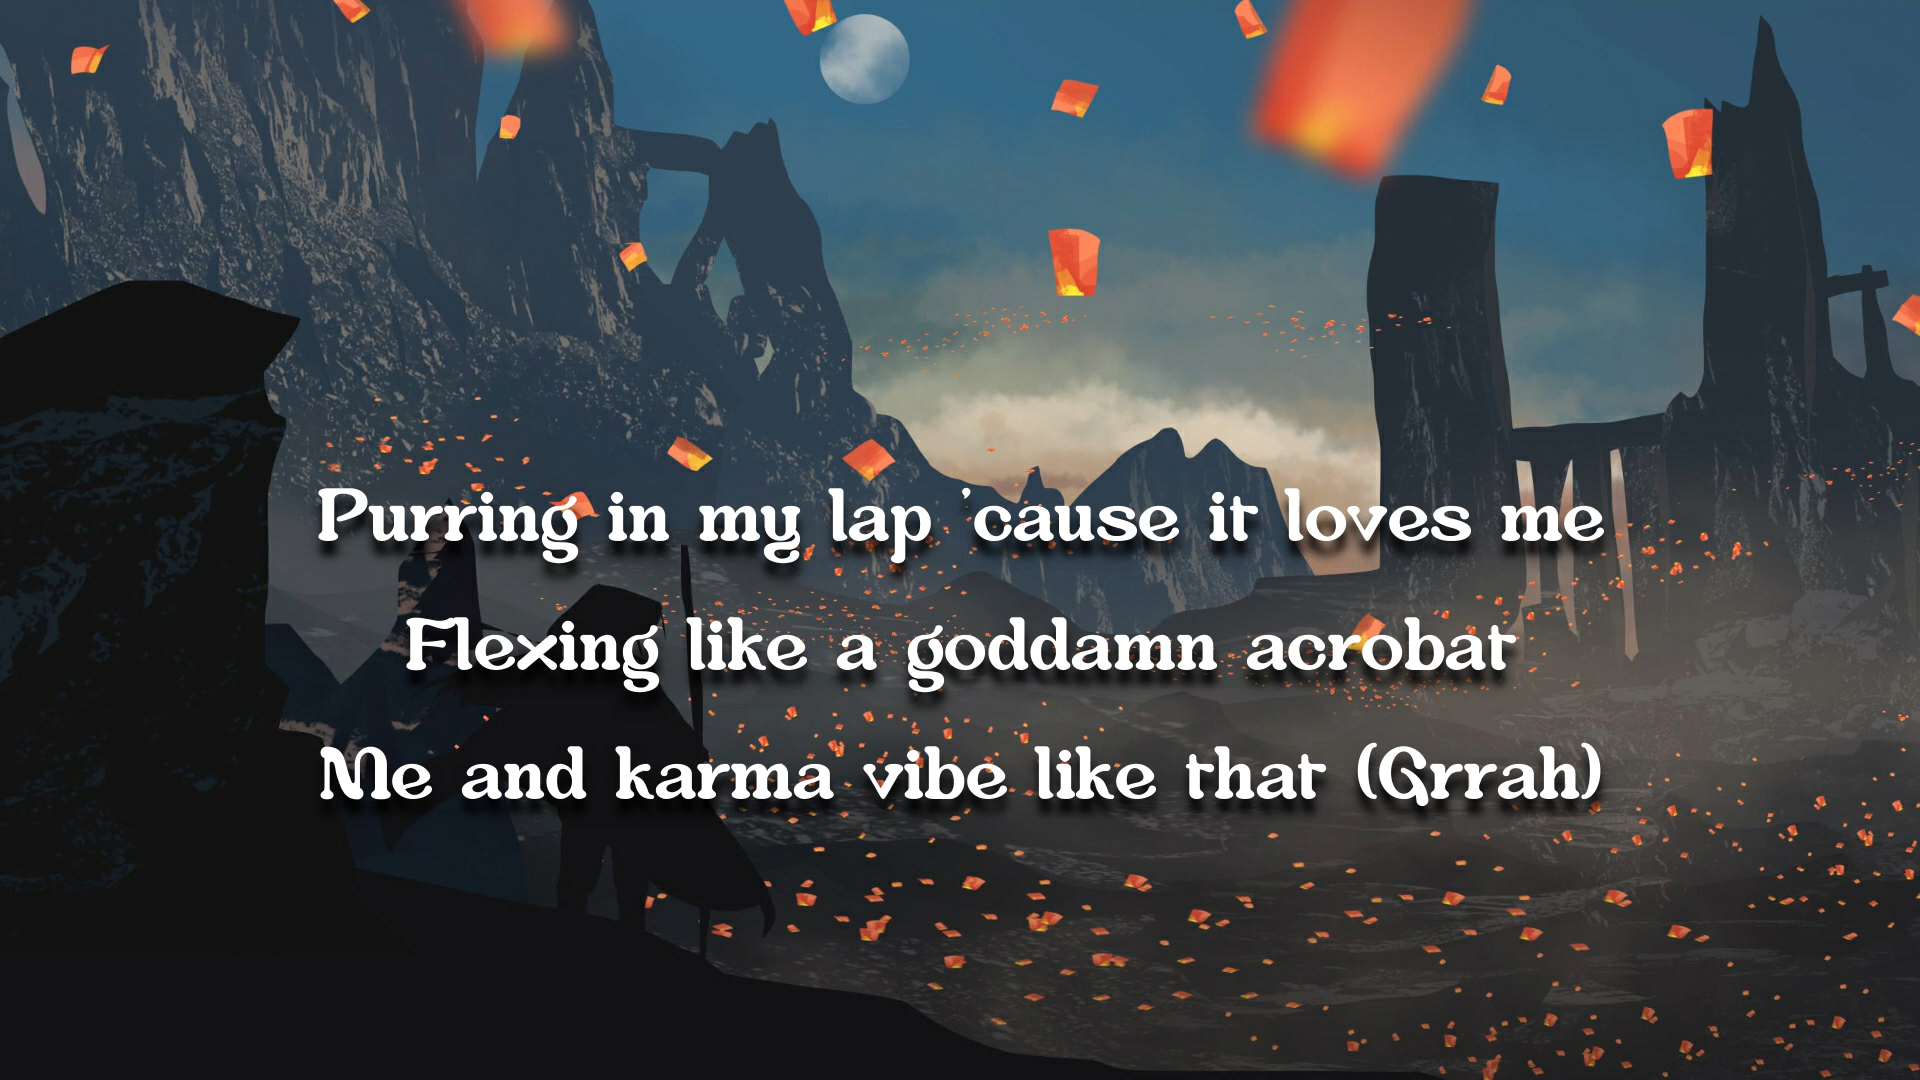 Purring in my lap 'cause it loves me
Flexing like a goddamn acrobat
Me and karma vibe like that (Grrah)